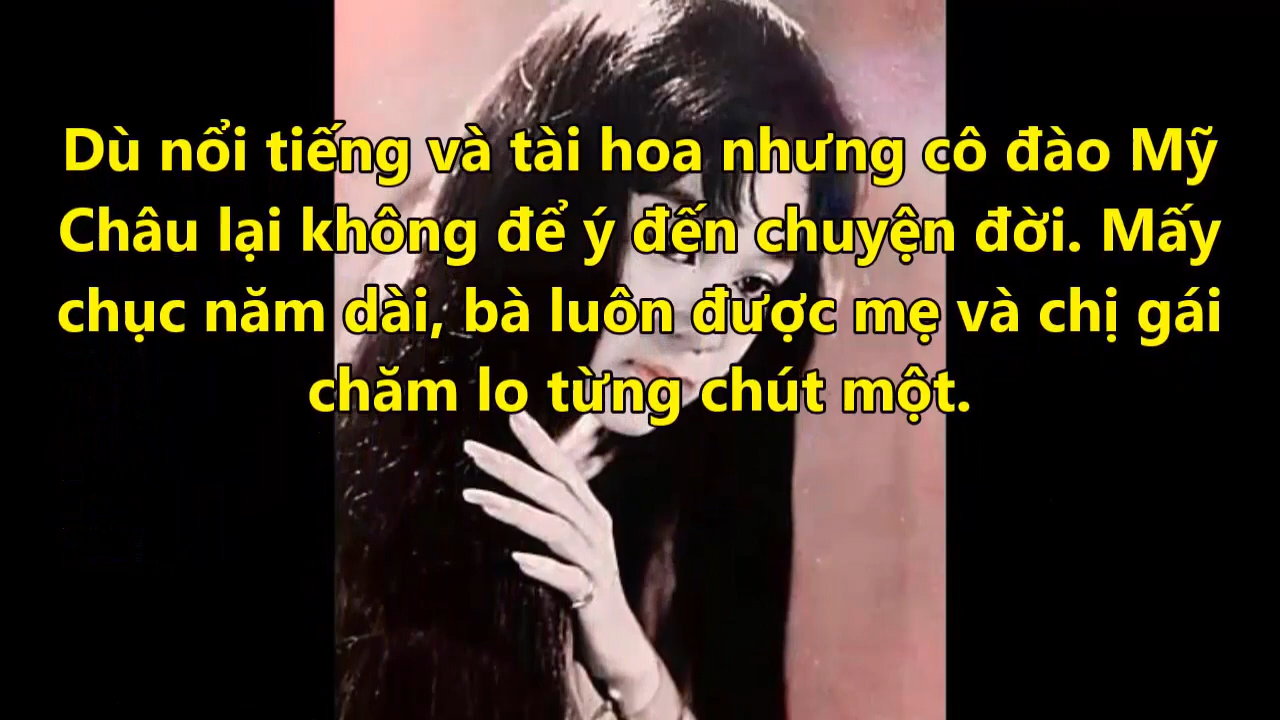 Dù nổi tiếng và tài hoa nhưng cô đào Mỹ
Châu lại không để ý đến chuyện đời. Mấy
chục năm dài, bà luôn được mẹ và chị gái
chăm lo từng chút một.